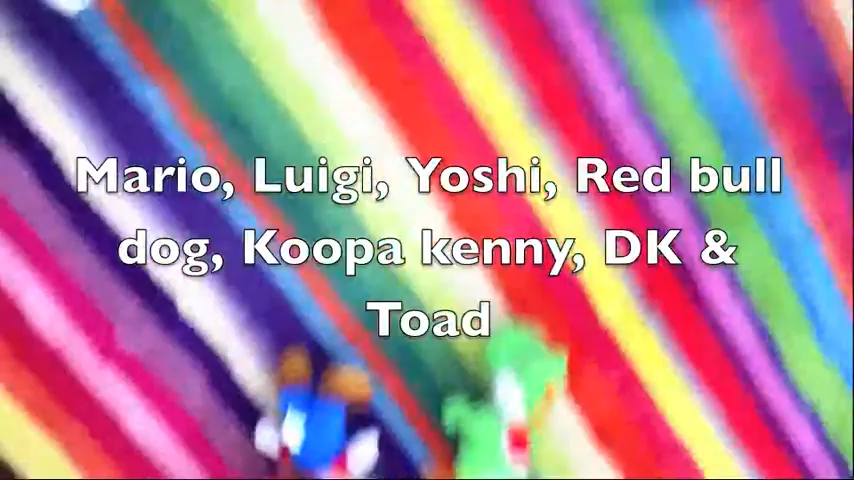 Mario, Luigi, Yoshi, Red bull
dog, Koopa kenny, DK &
Toad